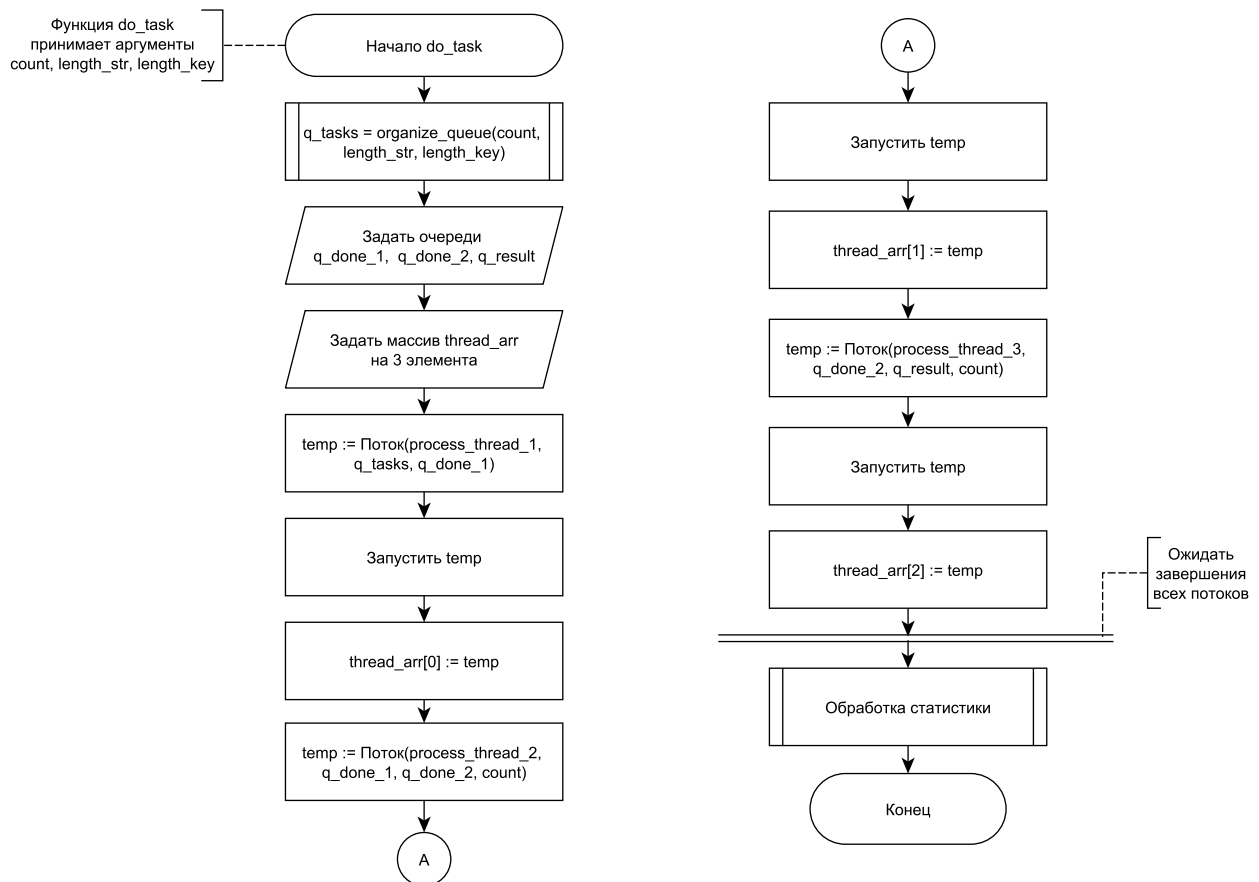 Функция do_task
принимает аргументы
count, length_str, length_key
Начало do_task
q_tasks = organize_queue(count,
length_str, length_key)
Задать очереди
q_done_1, q_done_2, q_result
Задать массив thread_arr
на 3 элемента
temp := Поток(process_thread_1,
q_tasks, q_done_1)
Запустить temp
thread_arr[0] := temp
temp := Поток(process_thread_2,
q_done_1, q_done_2, count)
A
A
Запустить temp
thread_arr[1] := temp
temp := Поток(process_thread_3,
q_done_2, q_result, count)
Запустить temp
thread_arr[2] := temp
Ожидать
завершения
всех потоков
Обработка статистики
Конец